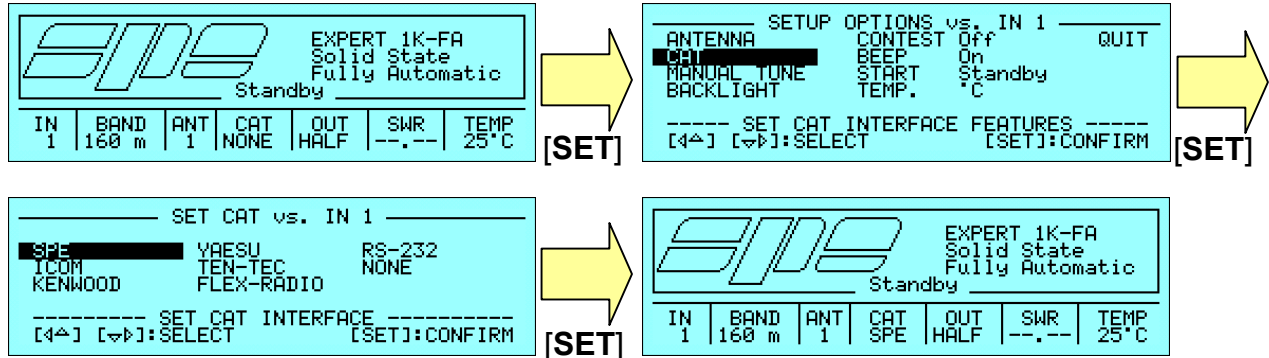 spe
EXPERT 1K-FA
Solid State
Fully Automatic
Standby
IN BAND ANT CAT OUT SWR TEMP
1 160 m 1 NONE HALF --.-- 25°C
[SET]
SETUP OPTIONS vs. IN 1
ANTENNA CONTEST Off QUIT
CAT BEEP On
MANUAL TUNE START Standby
BACKLIGHT TEMP. °C
----- SET CAT INTERFACE FEATURES -----
[◁△] [▽▷]:SELECT [SET]:CONFIRM
[SET]
SET CAT vs. IN 1
SPE YAESU RS-232
ICOM TEN-TEC NONE
KENWOOD FLEX-RADIO
--------- SET CAT INTERFACE ----------
[◁△] [▽▷]:SELECT [SET]:CONFIRM
[SET]
spe
EXPERT 1K-FA
Solid State
Fully Automatic
Standby
IN BAND ANT CAT OUT SWR TEMP
1 160 m 1 SPE HALF --.-- 25°C